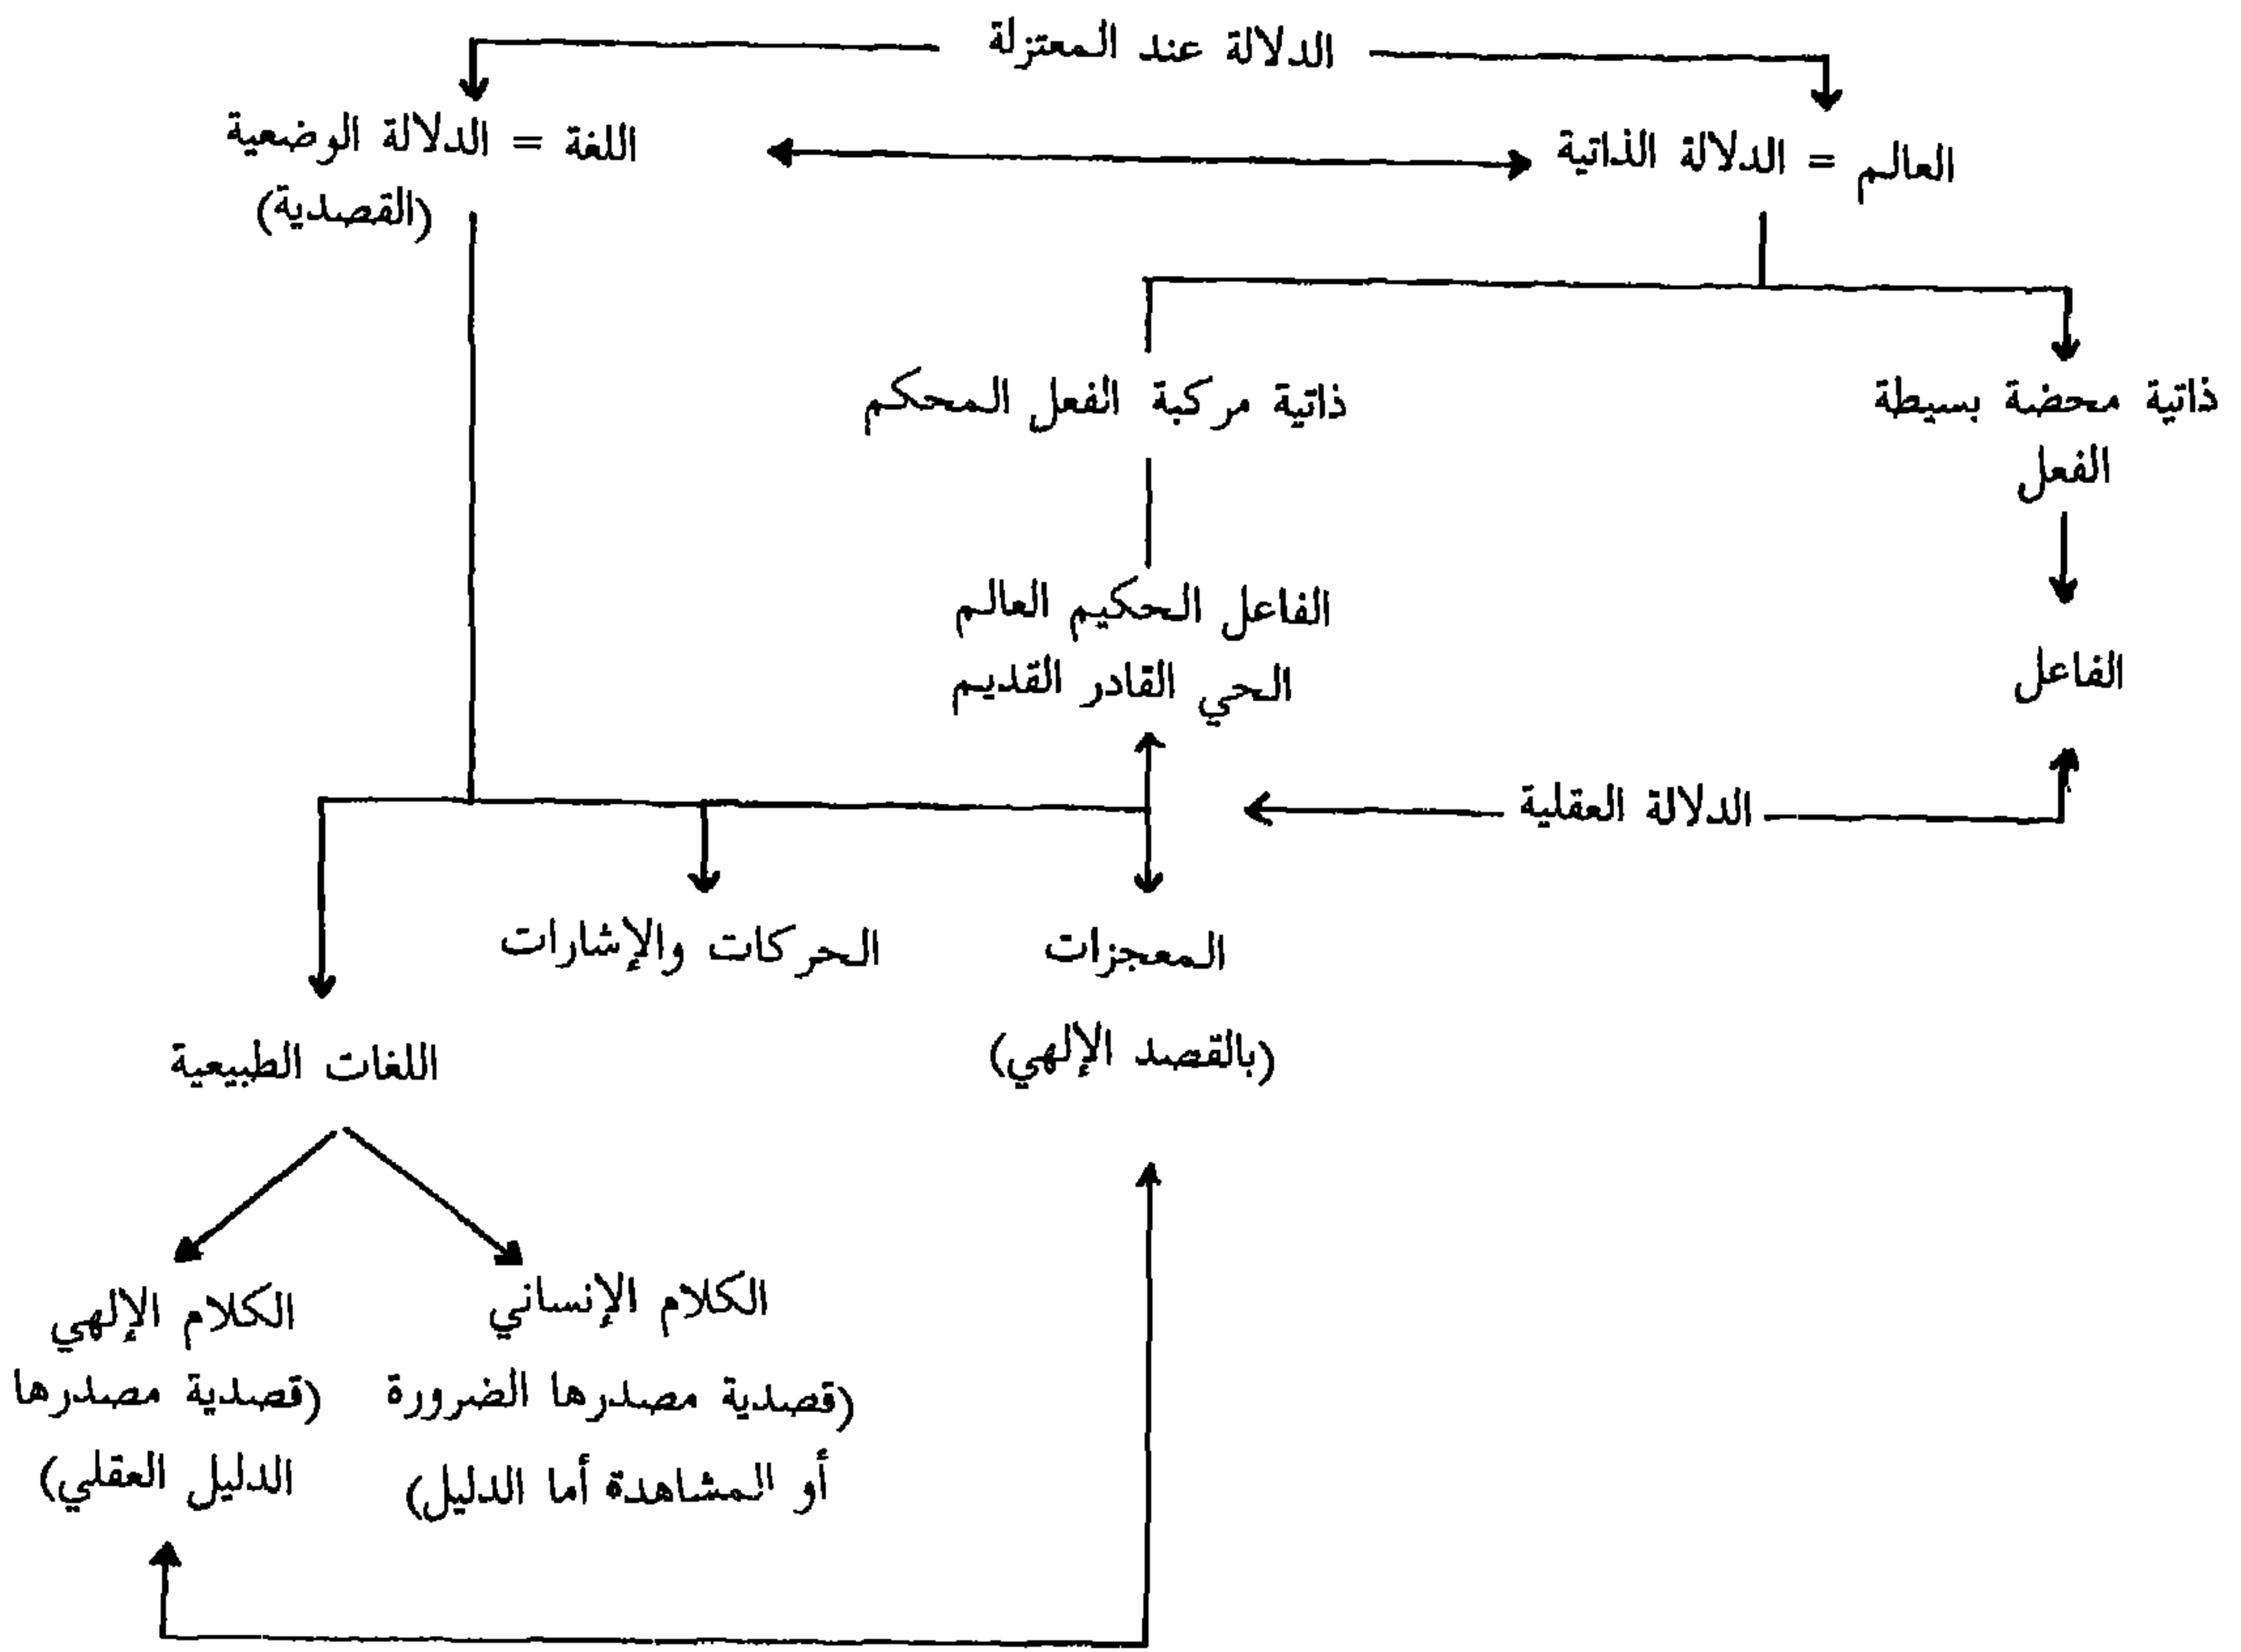 الدلالة عند المعتزلة
العالم = الدلالة الذاتية
اللغة = الدلالة الوضعية
(القصدية)
ذاتية محضة بسيطة
الفعل
ذاتية مركبة الفعل المحكم
الفاعل
الفاعل الحكيم العالم
الحي القادر القديم
الدلالة العقلية
المعجزات
(بالقصد الإلهي)
الحركات والإشارات
اللغات الطبيعية
الكلام الإنساني
(قصدية مصدرها الضرورة
أو المشاهدة أما الدليل)
الكلام الإلهي
(قصدية مصدرها
الدليل العقلي)